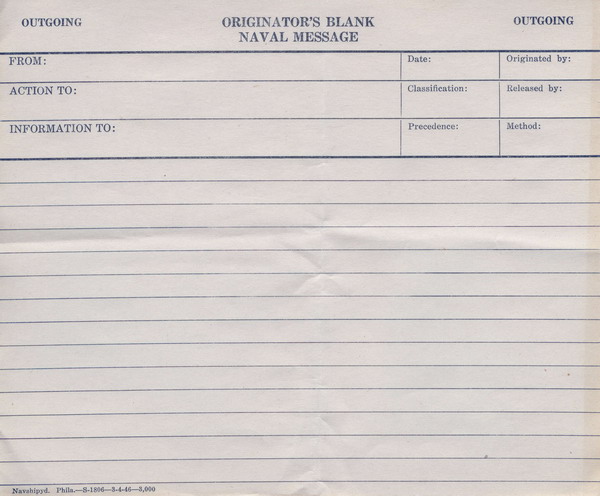 OUTGOING ORIGINATOR'S BLANK OUTGOING
NAVAL MESSAGE
FROM: Date: Originated by:
ACTION TO: Classification: Released by:
INFORMATION TO: Precedence: Method:
Navshipyd. Phila.—S-1806—3-4-46—3,000